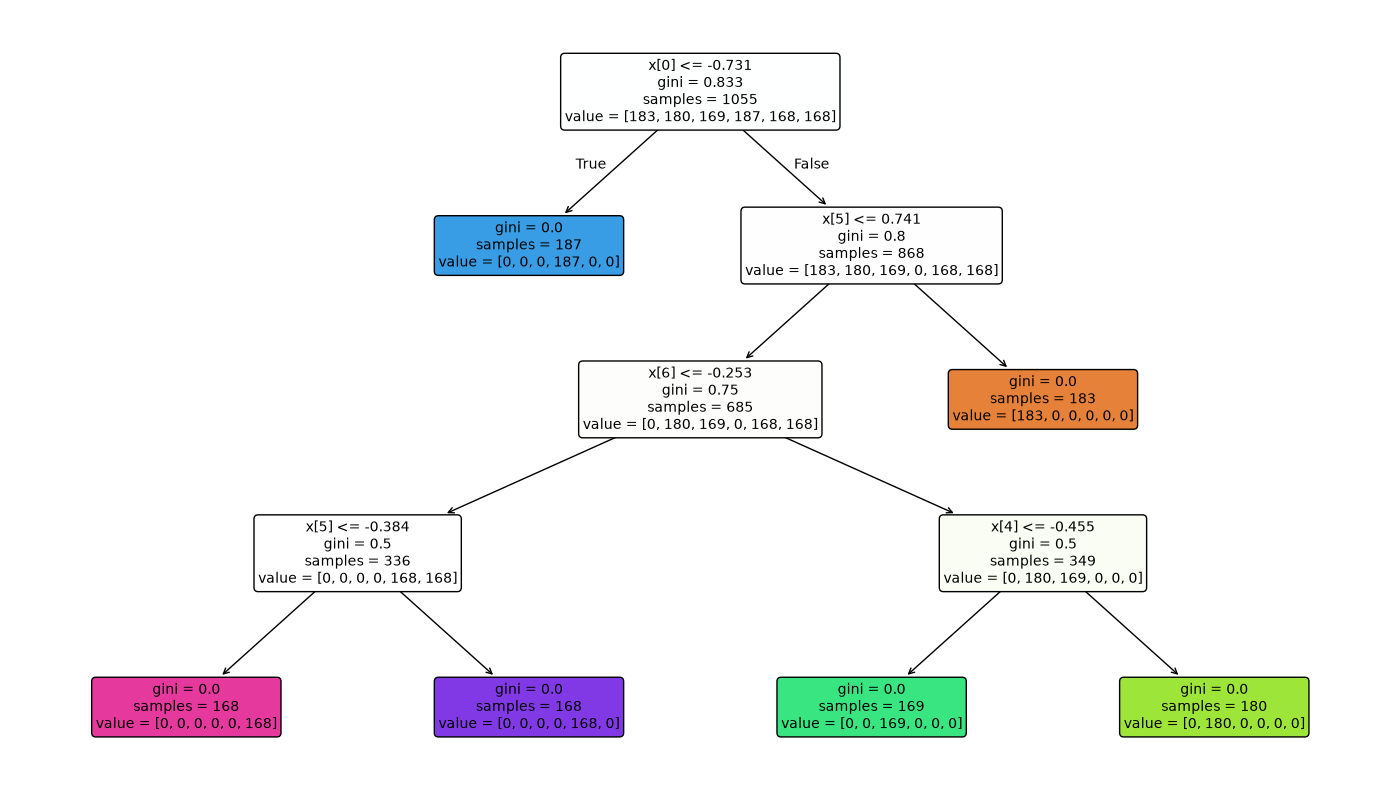 x[0] <= -0.731
gini = 0.833
samples = 1055
value = [183, 180, 169, 187, 168, 168]
True
False
gini = 0.0
samples = 187
value = [0, 0, 0, 187, 0, 0]
x[5] <= 0.741
gini = 0.8
samples = 868
value = [183, 180, 169, 0, 168, 168]
x[6] <= -0.253
gini = 0.75
samples = 685
value = [0, 180, 169, 0, 168, 168]
gini = 0.0
samples = 183
value = [183, 0, 0, 0, 0, 0]
x[5] <= -0.384
gini = 0.5
samples = 336
value = [0, 0, 0, 0, 168, 168]
x[4] <= -0.455
gini = 0.5
samples = 349
value = [0, 180, 169, 0, 0, 0]
gini = 0.0
samples = 168
value = [0, 0, 0, 0, 0, 168]
gini = 0.0
samples = 168
value = [0, 0, 0, 0, 168, 0]
gini = 0.0
samples = 169
value = [0, 0, 169, 0, 0, 0]
gini = 0.0
samples = 180
value = [0, 180, 0, 0, 0, 0]